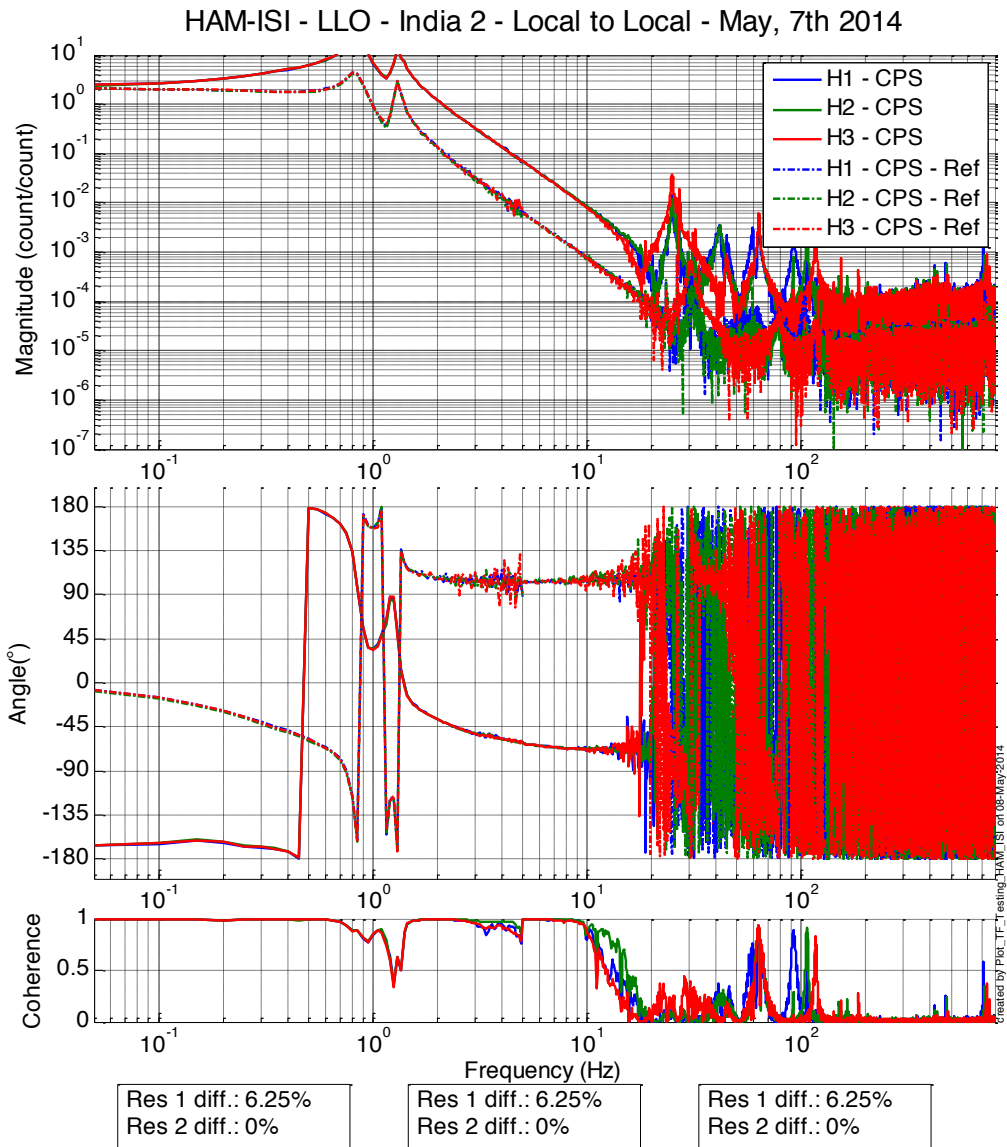 HAM-ISI - LLO - India 2 - Local to Local - May, 7th 2014
10^1
10^0
10^-1
10^-2
10^-3
10^-4
10^-5
10^-6
10^-7
Magnitude (count/count)
H1 - CPS
H2 - CPS
H3 - CPS
H1 - CPS - Ref
H2 - CPS - Ref
H3 - CPS - Ref
10^-1 10^0 10^1 10^2
180
135
90
45
0
-45
-90
-135
-180
Angle(°)
10^-1 10^0 10^1 10^2
1
0.5
0
Coherence
10^-1 10^0 10^1 10^2
Frequency (Hz)
created by Plot_TF_Testing_HAM_ISI on 08-May-2014
Res 1 diff.: 6.25%
Res 2 diff.: 0%
Res 1 diff.: 6.25%
Res 2 diff.: 0%
Res 1 diff.: 6.25%
Res 2 diff.: 0%